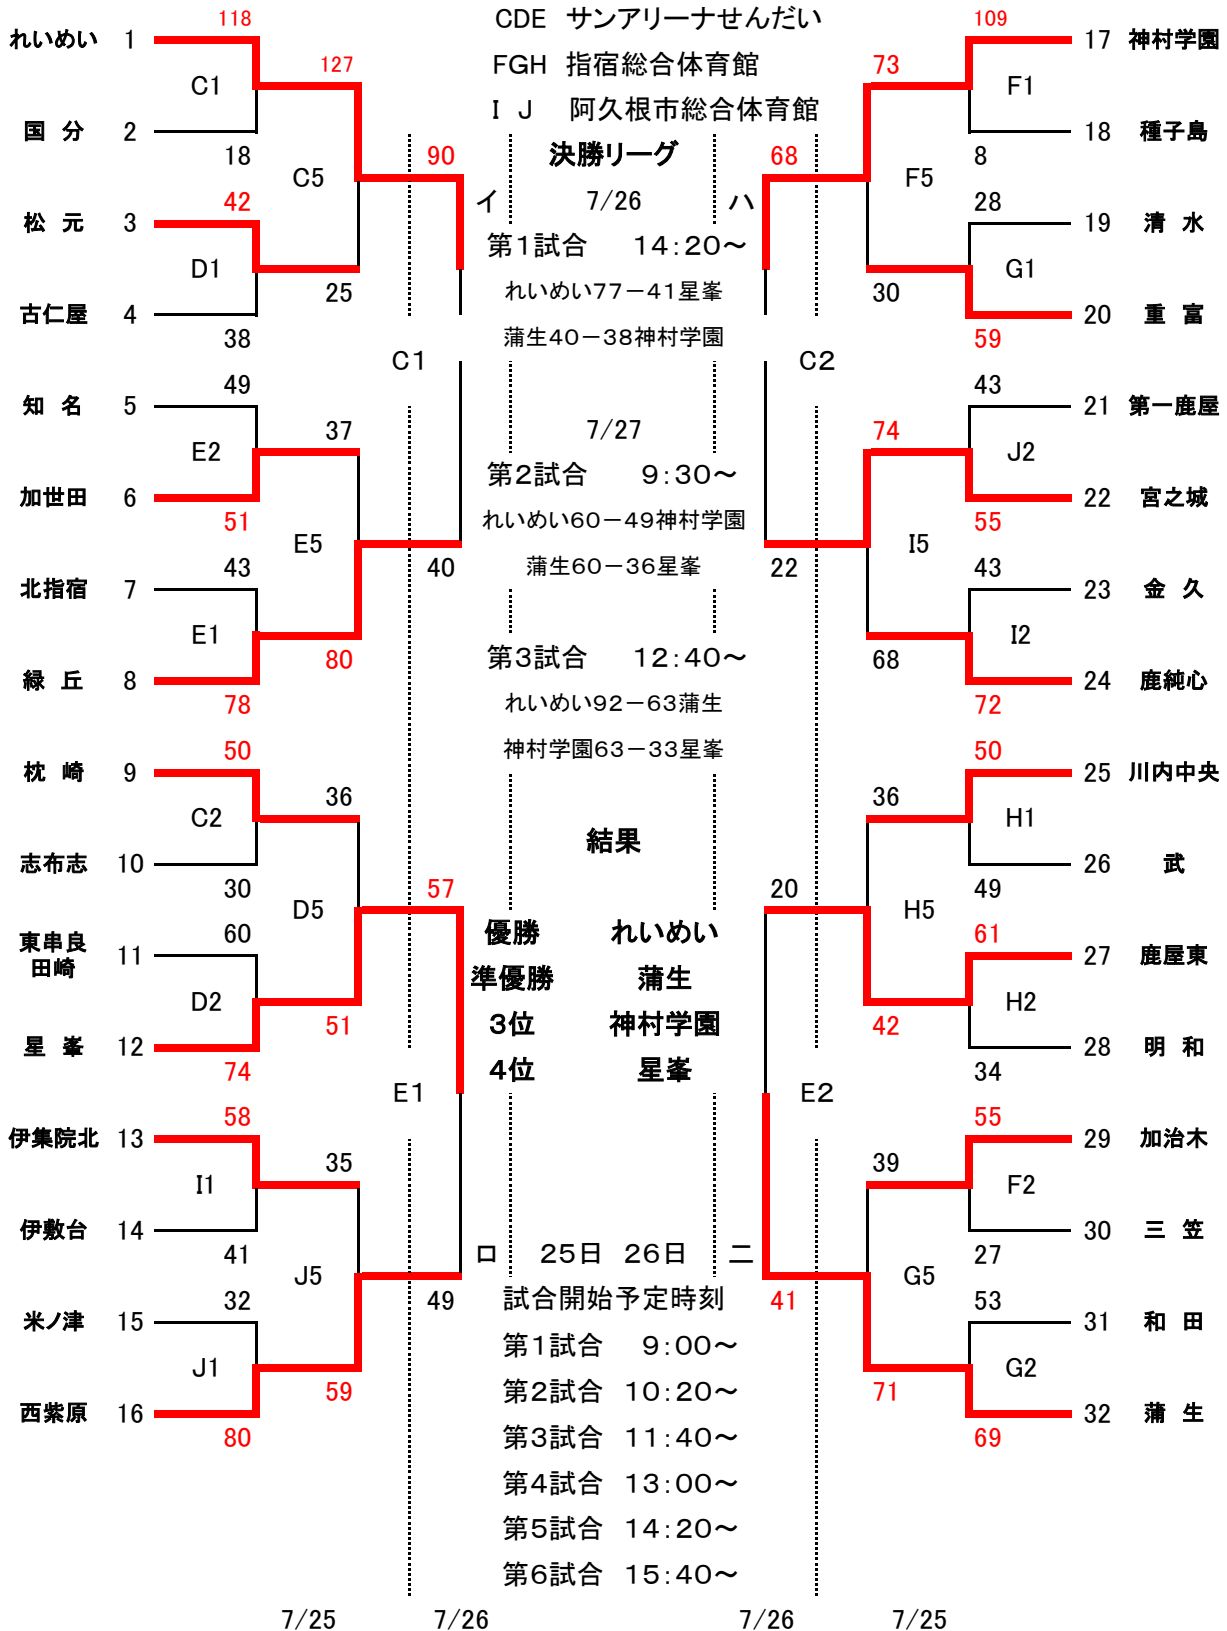 118
CDE サンアリーナせんだい
109
れいめい 1
17 神村学園
127
FGH 指宿総合体育館
73
C1
F1
I J 阿久根市総合体育館
国 分 2
18 種子島
18
90
決勝リーグ
68
8
C5
F5
42
イ
7/26
ハ
28
松 元 3
19 清 水
第1試合 14:20～
D1
G1
25
れいめい77－41星峯
30
古仁屋 4
20 重 富
38
蒲生40－38神村学園
59
C1
C2
49
43
知 名 5
21 第一鹿屋
37
7/27
74
E2
J2
第2試合 9:30～
加世田 6
22 宮之城
51
れいめい60－49神村学園
55
E5
I5
43
40
蒲生60－36星峯
22
43
北指宿 7
23 金 久
E1
I2
80
第3試合 12:40～
68
緑 丘 8
24 鹿純心
78
れいめい92－63蒲生
72
50
神村学園63－33星峯
50
枕 崎 9
25 川内中央
36
36
C2
H1
結果
志布志 10
26 武
30
57
20
49
D5
H5
60
優勝 れいめい
61
東串良
田崎
11
27 鹿屋東
準優勝 蒲生
D2
H2
51
3位 神村学園
42
星 峯 12
28 明 和
74
4位 星峯
34
E1
E2
58
55
伊集院北 13
29 加治木
35
39
I1
F2
伊敷台 14
30 三 笠
41
ロ
25日 26日
ニ
27
J5
G5
32
49
試合開始予定時刻
41
53
米ノ津 15
31 和 田
第1試合 9:00～
J1
G2
59
第2試合 10:20～
71
西紫原 16
32 蒲 生
80
第3試合 11:40～
69
第4試合 13:00～
第5試合 14:20～
第6試合 15:40～
7/25
7/26
7/26
7/25